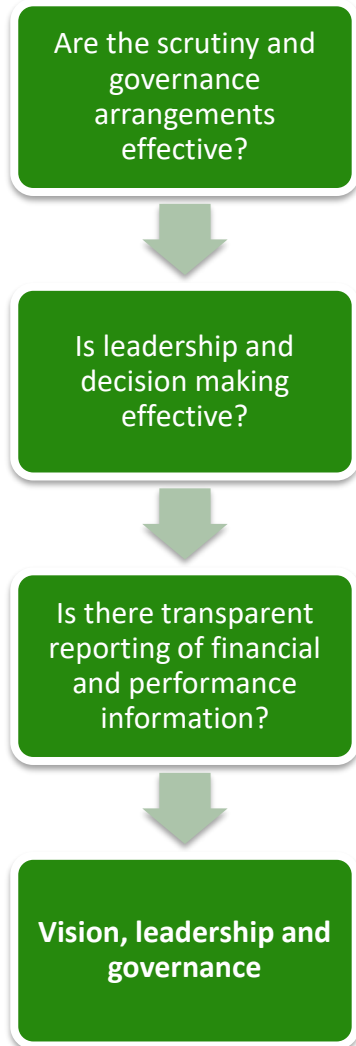 Are the scrutiny and
governance
arrangements
effective?
Is leadership and
decision making
effective?
Is there transparent
reporting of financial
and performance
information?
Vision, leadership and
governance